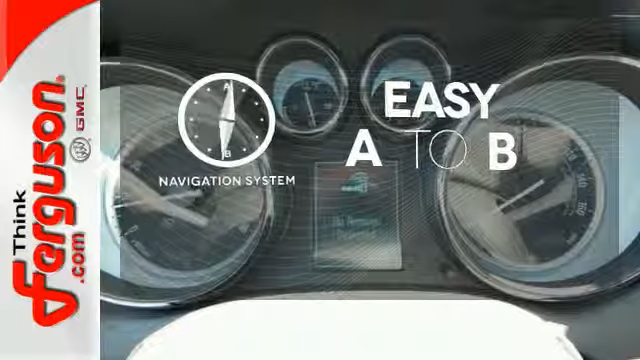 Think
Ferguson
.com
GMC
A
B
NAVIGATION SYSTEM
EASY
A TO B